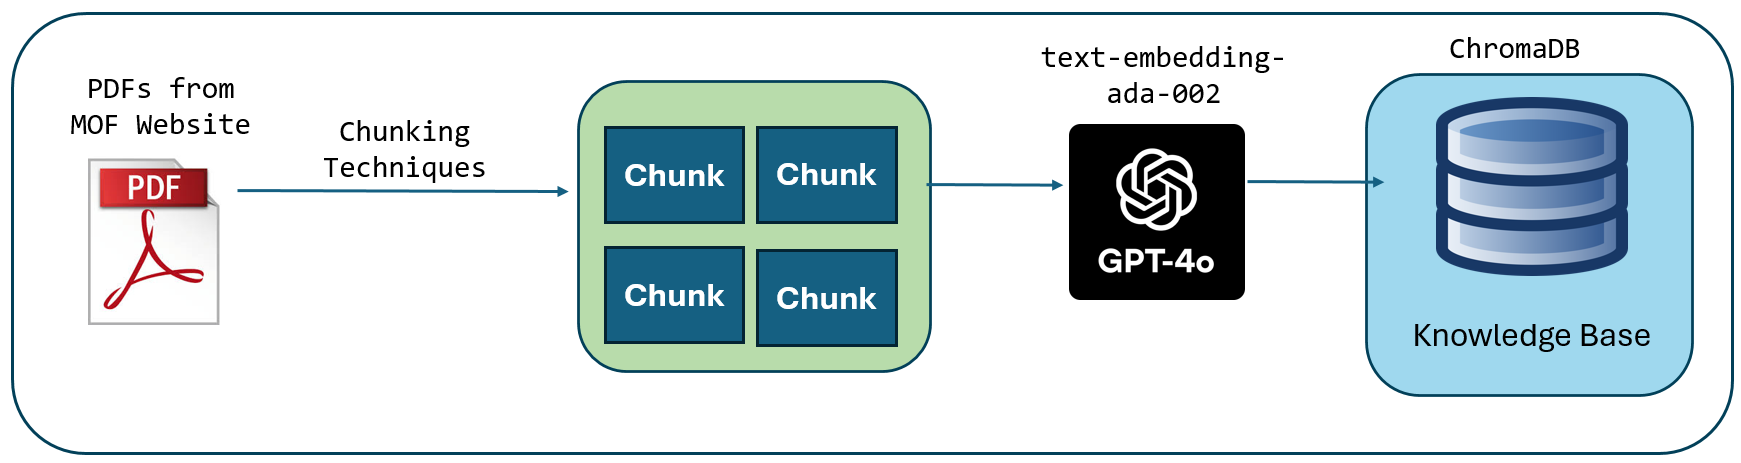 PDFs from
MOF Website
PDF
Chunking
Techniques
Chunk
Chunk
Chunk
Chunk
text-embedding-
ada-002
GPT-4o
ChromaDB
Knowledge Base